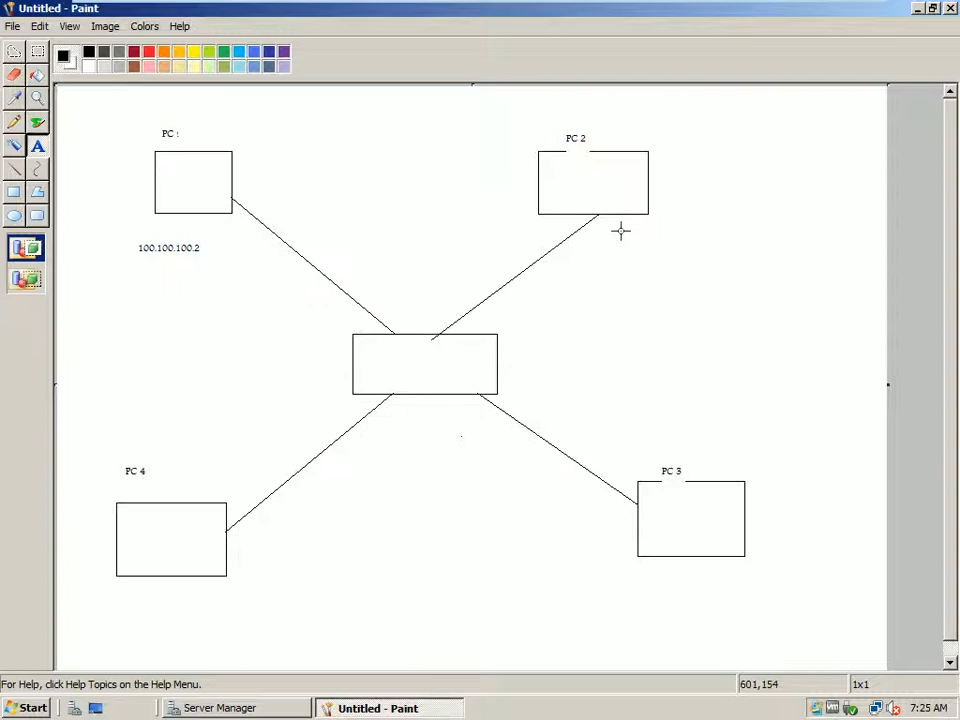 Untitled - Paint
File Edit View Image Colors Help
PC
PC 2
100.100.100.2
PC 4
PC 3
For Help, click Help Topics on the Help Menu.
601,154
1x1
Start
Server Manager
Untitled - Paint
7:25 AM